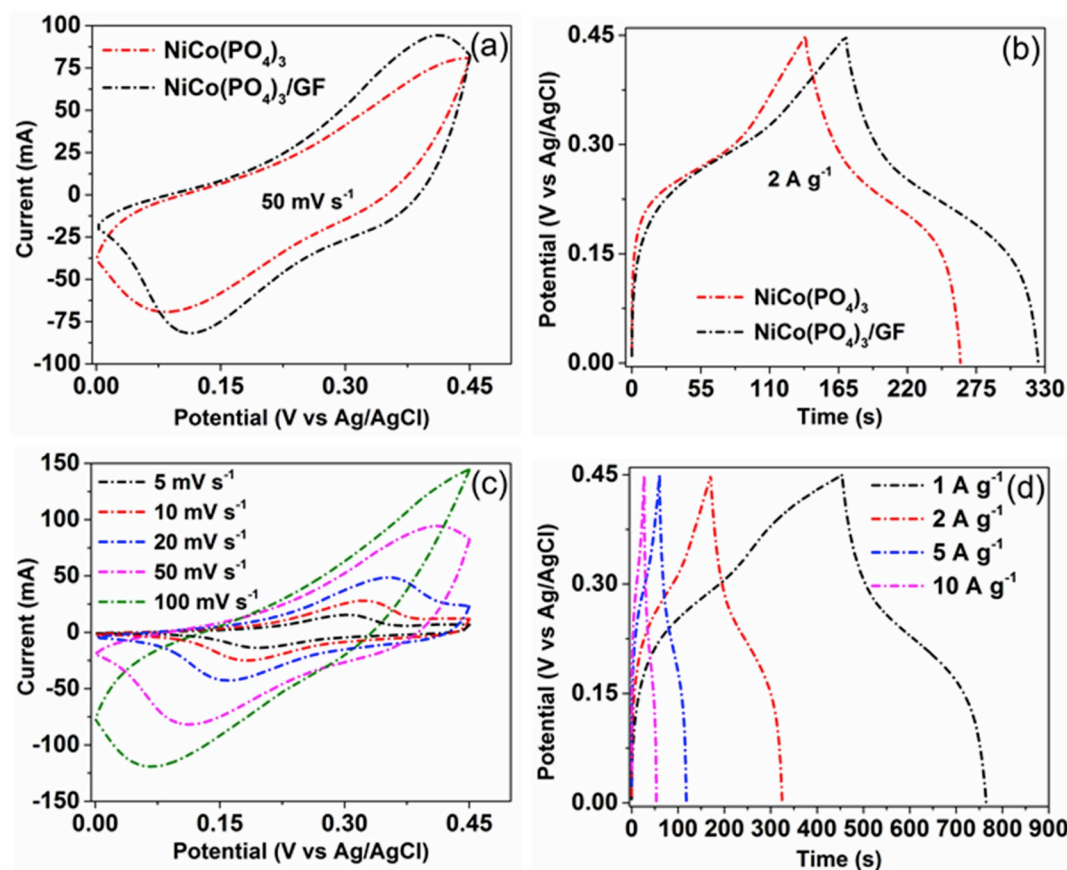 (a)
NiCo(PO₄)₃
NiCo(PO₄)₃/GF
50 mV s⁻¹
100
75
50
25
0
-25
-50
-75
-100
Current (mA)
0.00 0.15 0.30 0.45
Potential (V vs Ag/AgCl)
(b)
2 A g⁻¹
NiCo(PO₄)₃
NiCo(PO₄)₃/GF
0.45
0.30
0.15
0.00
Potential (V vs Ag/AgCl)
0 55 110 165 220 275 330
Time (s)
(c)
5 mV s⁻¹
10 mV s⁻¹
20 mV s⁻¹
50 mV s⁻¹
100 mV s⁻¹
150
100
50
0
-50
-100
-150
Current (mA)
0.00 0.15 0.30 0.45
Potential (V vs Ag/AgCl)
(d)
1 A g⁻¹
2 A g⁻¹
5 A g⁻¹
10 A g⁻¹
0.45
0.30
0.15
0.00
Potential (V vs Ag/AgCl)
0 100 200 300 400 500 600 700 800 900
Time (s)